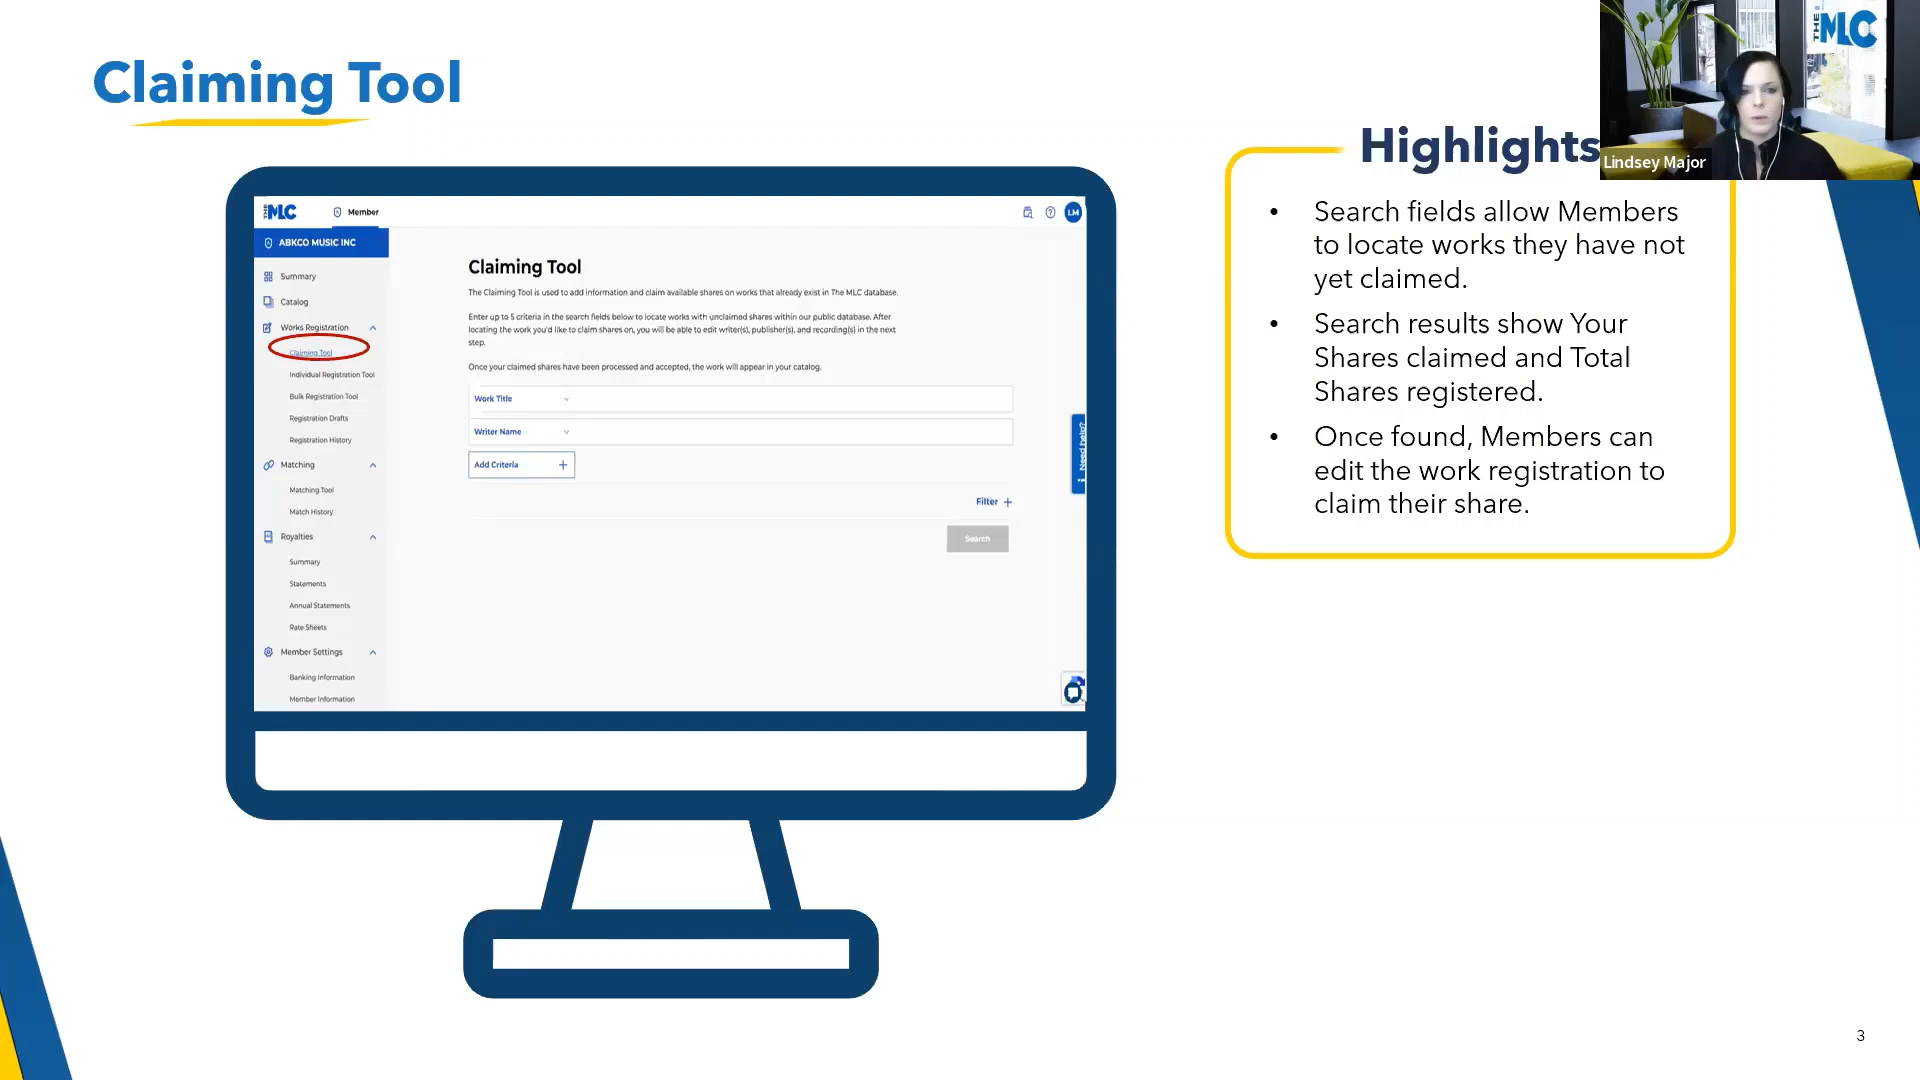 Claiming Tool
THE MLC
Lindsey Major
Highlights
• Search fields allow Members
to locate works they have not
yet claimed.
• Search results show Your
Shares claimed and Total
Shares registered.
• Once found, Members can
edit the work registration to
claim their share.
THE MLC
Member
LM
ABKCO MUSIC INC
Summary
Catalog
Works Registration
Claiming Tool
Individual Registration Tool
Bulk Registration Tool
Registration Drafts
Registration History
Matching
Matching Tool
Match History
Royalties
Summary
Statements
Annual Statements
Rate Sheets
Member Settings
Banking Information
Member Information
Claiming Tool
The Claiming Tool is used to add information and claim available shares on works that already exist in The MLC database.
Enter up to 5 criteria in the search fields below to locate works with unclaimed shares within our public database. After
locating the work you'd like to claim shares on, you will be able to edit writer(s), publisher(s), and recording(s) in the next
step.
Once your claimed shares have been processed and accepted, the work will appear in your catalog.
Work Title
Writer Name
Add Criteria +
Filter +
Search
Need help?
3